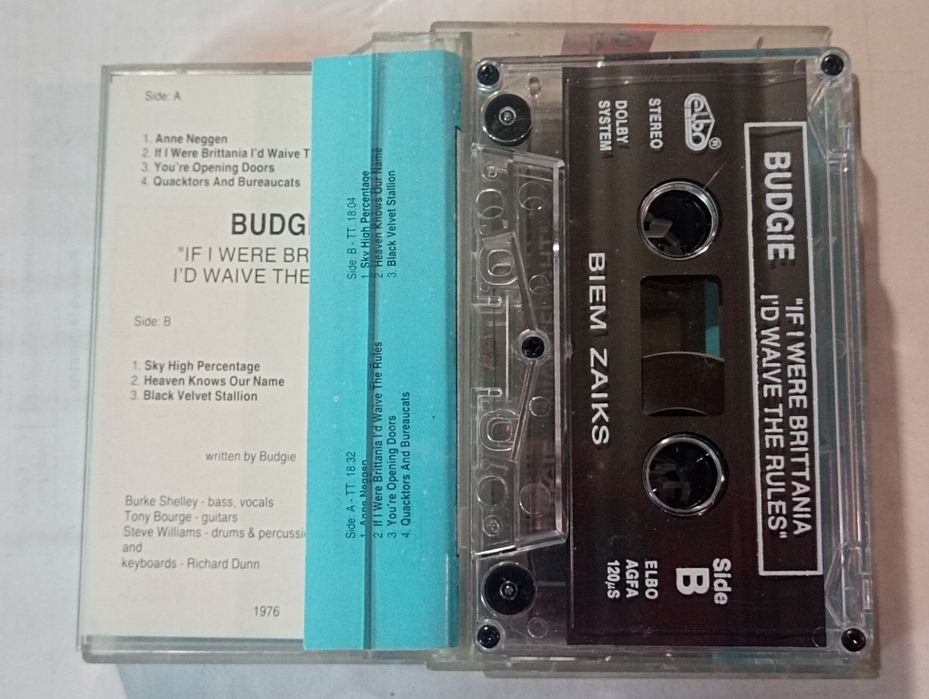 Side: A
1. Anne Neggen
2. If I Were Brittania I'd Waive T
3. You're Opening Doors
4. Quacktors And Bureaucats
BUDGI
"IF I WERE BR
I'D WAIVE THE
Side: B
1. Sky High Percentage
2. Heaven Knows Our Name
3. Black Velvet Stallion
written by Budgie
Burke Shelley - bass, vocals
Tony Bourge - guitars
Steve Williams - drums & percussi
and
keyboards - Richard Dunn
1976
Side: A - TT. 18:32
1. Anne Neggen
2. If I Were Brittania I'd Waive The Rules
3. You're Opening Doors
4. Quacktors And Bureaucats
Side: B - TT. 18:04
1. Sky High Percentage
2. Heaven Knows Our Name
3. Black Velvet Stallion
elbo®
STEREO
DOLBY
SYSTEM
BUDGIE
"IF I WERE BRITTANIA
I'D WAIVE THE RULES"
BIEM ZAIKS
Side
B
ELBO
AGFA
120µS